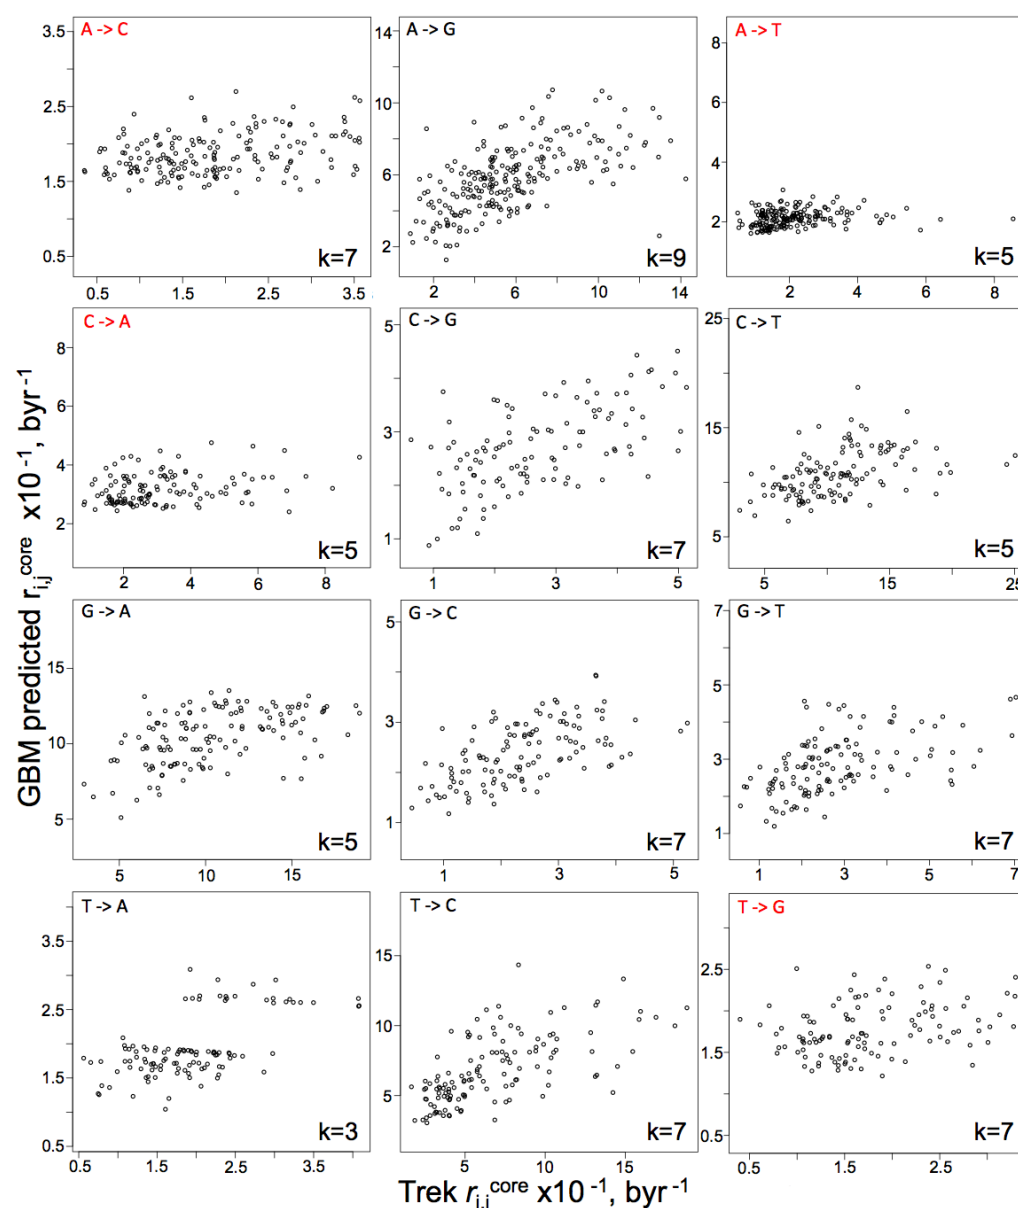 A -> C
3.5
2.5
1.5
0.5
0.5 1.5 2.5 3.5
k=7
A -> G
14
10
6
2
2 4 6 8 10 12 14
k=9
A -> T
8
6
4
2
2 4 6 8
k=5
C -> A
8
6
4
2
2 4 6 8
k=5
C -> G
5
3
1
1 3 5
k=7
C -> T
25
15
5
5 15 25
k=5
G -> A
15
10
5
5 10 15
k=5
G -> C
5
3
1
1 3 5
k=7
G -> T
7
5
3
1
1 3 5 7
k=7
T -> A
3.5
2.5
1.5
0.5
0.5 1.5 2.5 3.5
k=3
T -> C
15
10
5
5 10 15
k=7
T -> G
2.5
1.5
0.5
0.5 1.5 2.5
k=7
GBM predicted r i,j core x10 -1, byr -1
Trek r i,j core x10 -1, byr -1